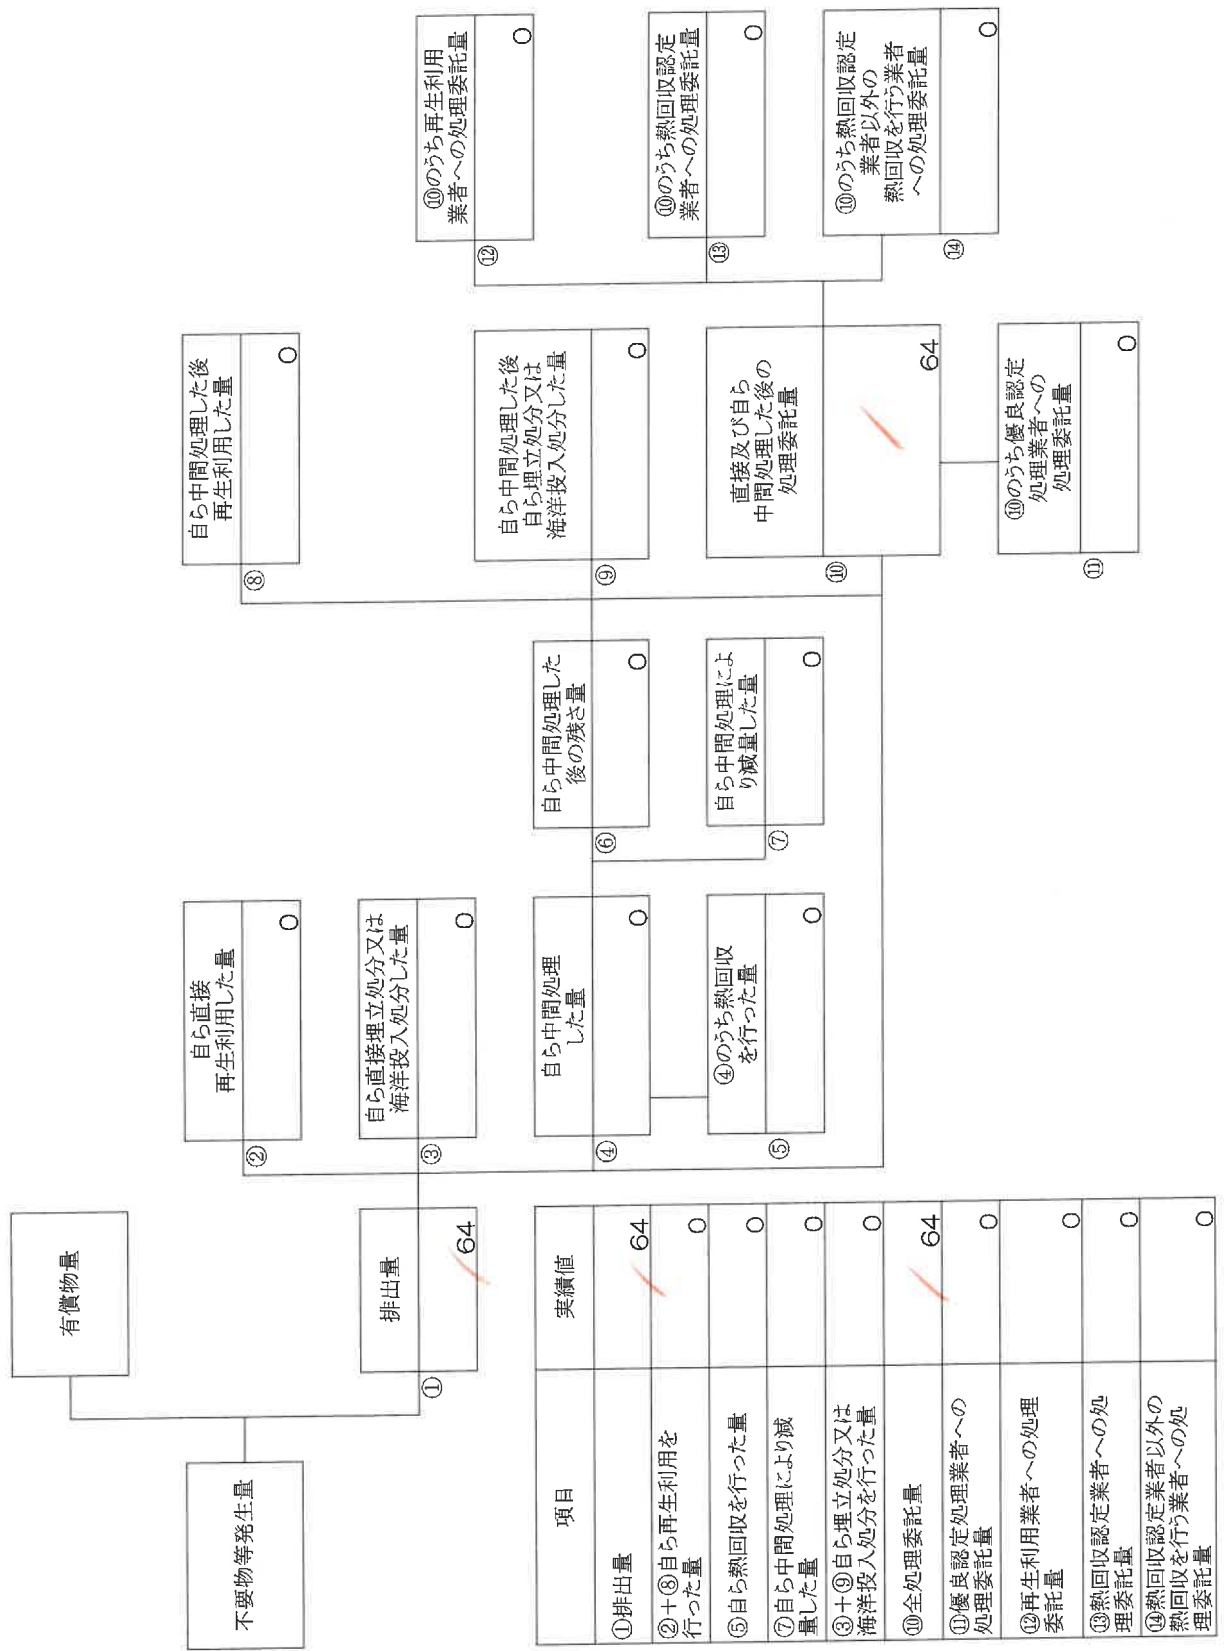 不要物等発生量
有償物量
①
排出量
64
②
自ら直接
再生利用した量
0
③
自ら直接埋立処分又は
海洋投入処分した量
0
④
自ら中間処理
した量
0
⑤
④のうち熱回収
を行った量
0
⑥
自ら中間処理した
後の残さ量
0
⑦
自ら中間処理によ
り減量した量
0
⑧
自ら中間処理した後
再生利用した量
0
⑨
自ら中間処理した後
自ら埋立処分又は
海洋投入処分した量
0
⑩
直接及び自ら
中間処理した後の
処理委託量
64
⑪
⑩のうち優良認定
処理業者への
処理委託量
0
⑫
⑩のうち再生利用
業者への処理委託量
0
⑬
⑩のうち熱回収認定
業者への処理委託量
0
⑭
⑩のうち熱回収認定
業者以外の
熱回収を行う業者
への処理委託量
0
項目
実績値
①排出量
64
②+⑧自ら再生利用を
行った量
0
⑤自ら熱回収を行った量
0
⑦自ら中間処理により減
量した量
0
③+⑨自ら埋立処分又は
海洋投入処分を行った量
0
⑩全処理委託量
64
⑪優良認定処理業者への
処理委託量
0
⑫再生利用業者への処理
委託量
0
⑬熱回収認定業者への処
理委託量
0
⑭熱回収認定業者以外の
熱回収を行う業者への処
理委託量
0